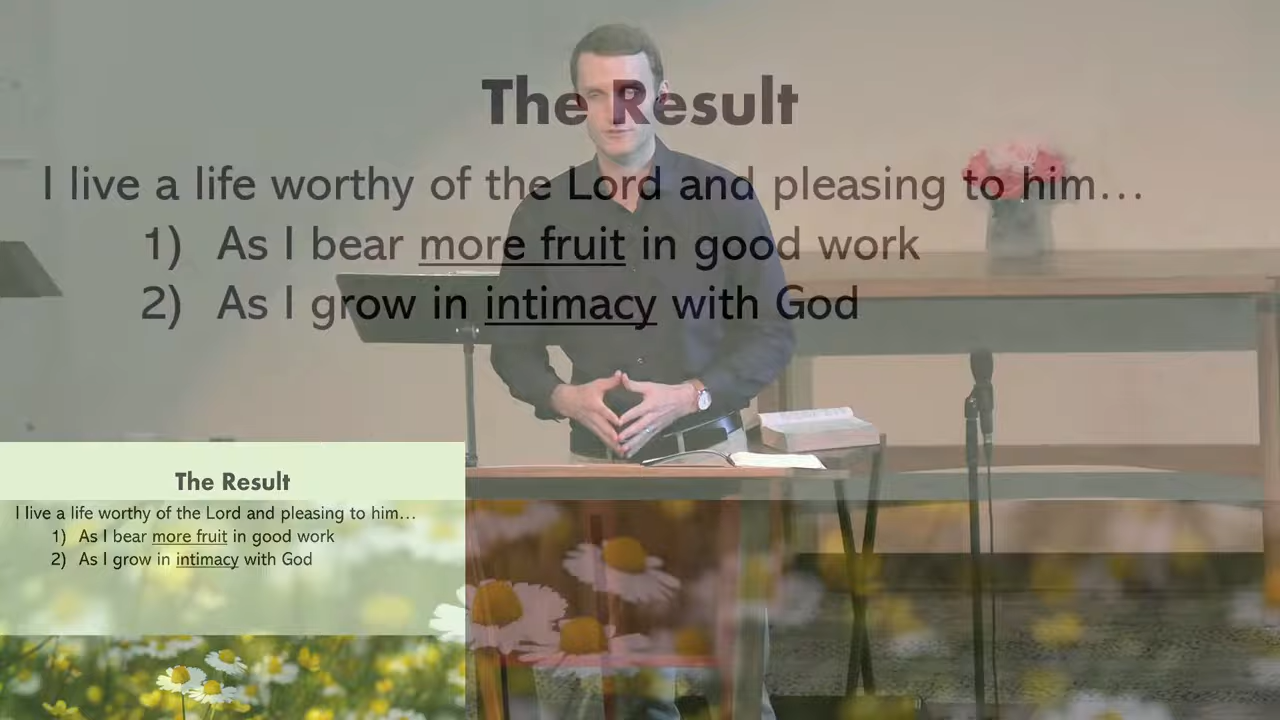 The Result
I live a life worthy of the Lord and pleasing to him...
1) As I bear more fruit in good work
2) As I grow in intimacy with God
The Result
I live a life worthy of the Lord and pleasing to him...
1) As I bear more fruit in good work
2) As I grow in intimacy with God